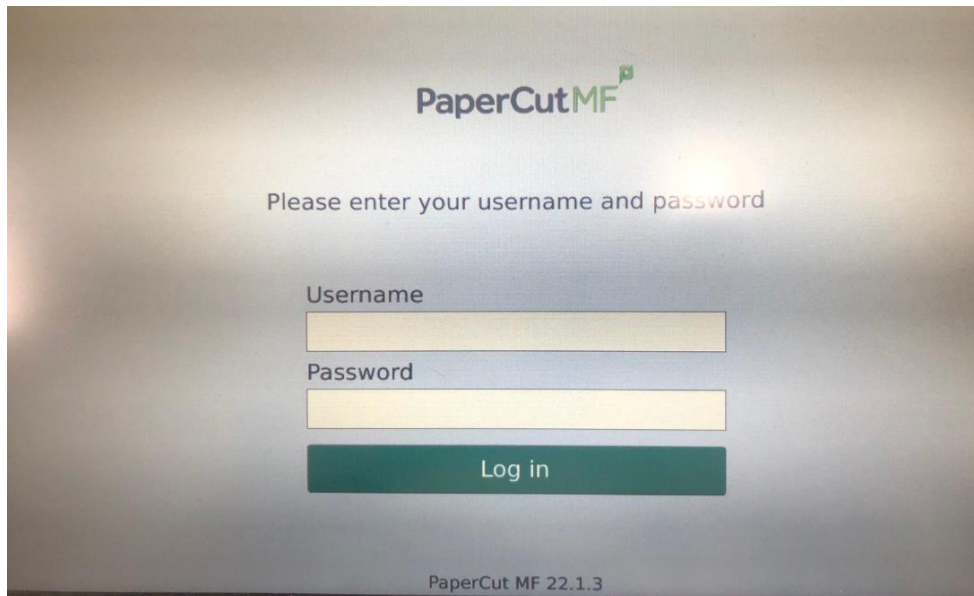 PaperCutMF
Please enter your username and password
Username
Password
Log in
PaperCut MF 22.1.3